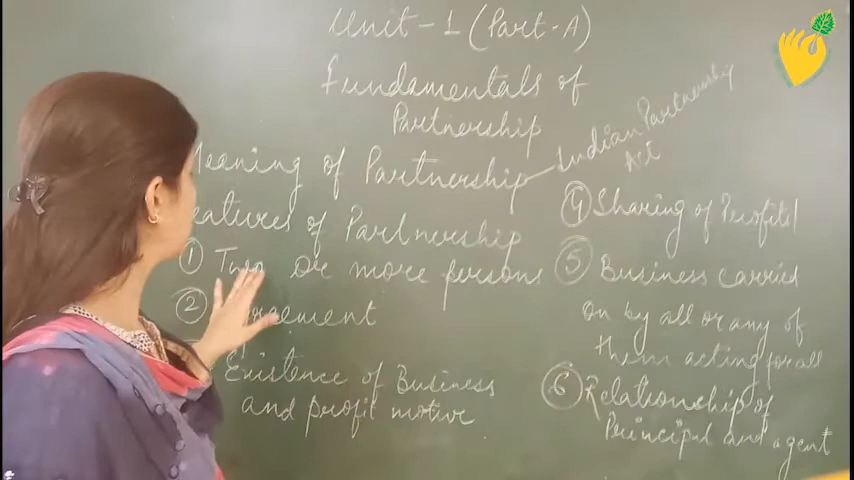 Unit-1 (Part-A)
Fundamentals of
Partnership
Meaning of Partnership - Indian Partnership
Act
Features of Partnership
① Two or more persons
② Agreement
Existence of Business
and profit motive
④ Sharing of Profits
⑤ Business carried
on by all or any of
them acting for all
⑥ Relationship of
Principal and agent